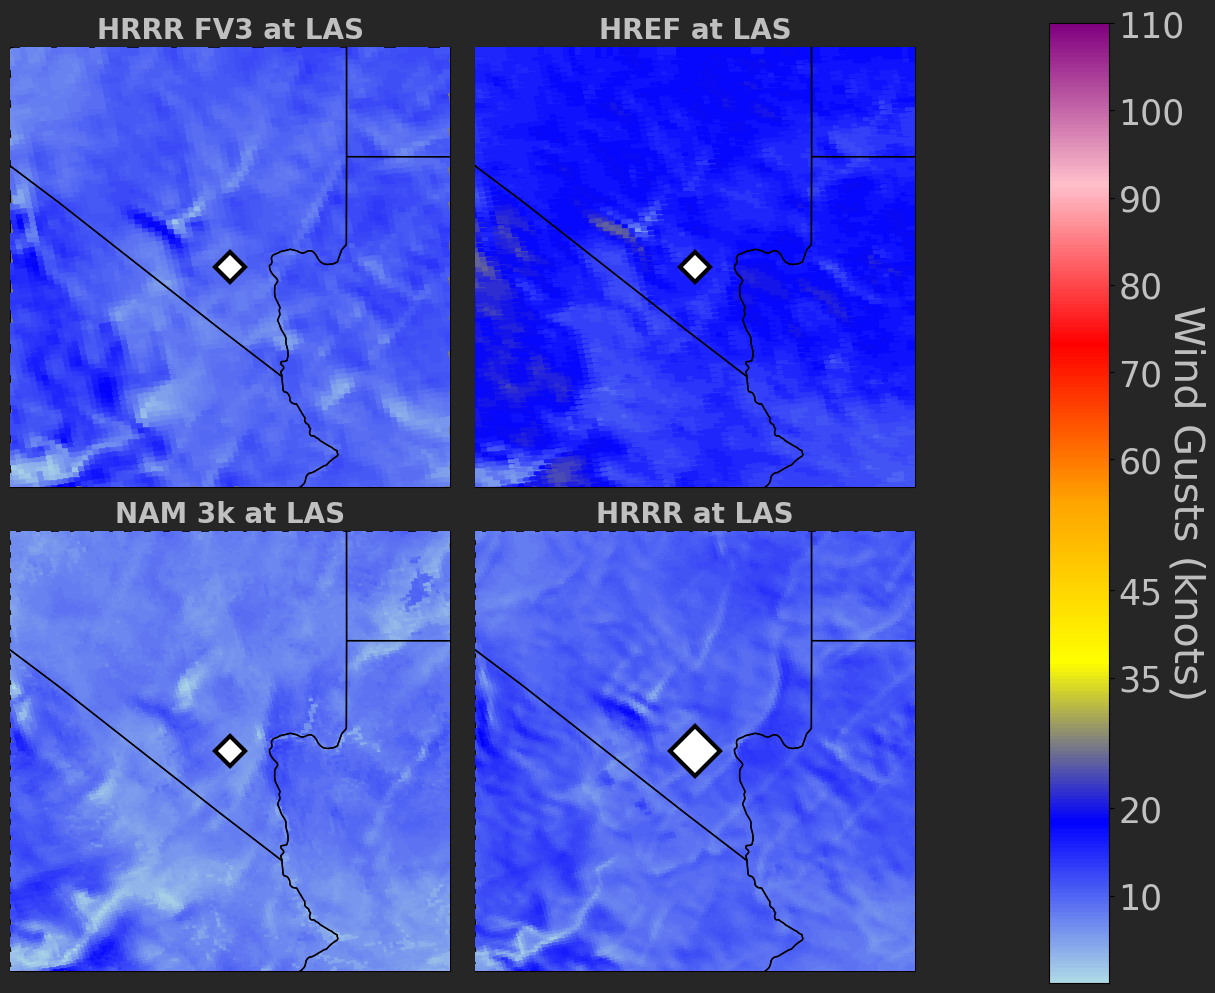 HRRR FV3 at LAS
HREF at LAS
NAM 3k at LAS
HRRR at LAS
110
100
90
80
70
60
45
35
20
10
Wind Gusts (knots)